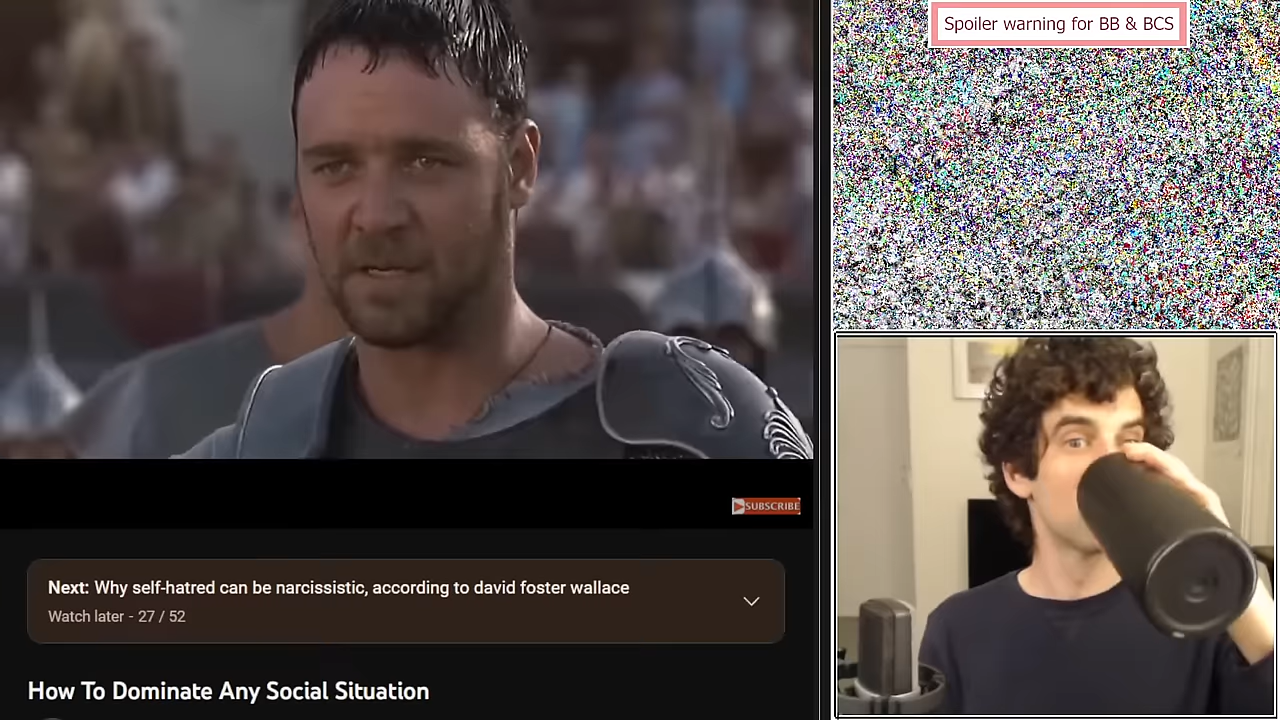 Spoiler warning for BB & BCS
SUBSCRIBE
Next: Why self-hatred can be narcissistic, according to david foster wallace
Watch later - 27 / 52
How To Dominate Any Social Situation